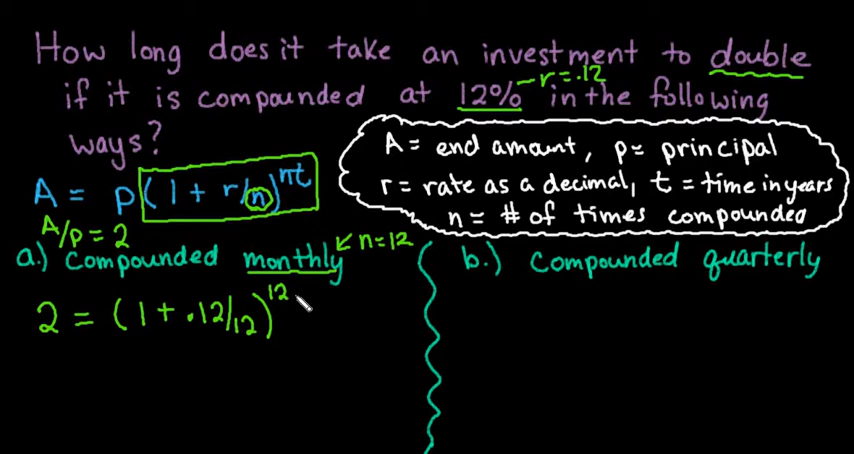 How long does it take an investment to double
if it is compounded at 12% r=.12 in the following
ways?
A = end amount, p = principal
r = rate as a decimal, t = time in years
n = # of times compounded
A = p(1 + r/n)^nt
A/p = 2
a.) compounded monthly n=12
2 = (1 + .12/12)^12
b.) compounded quarterly